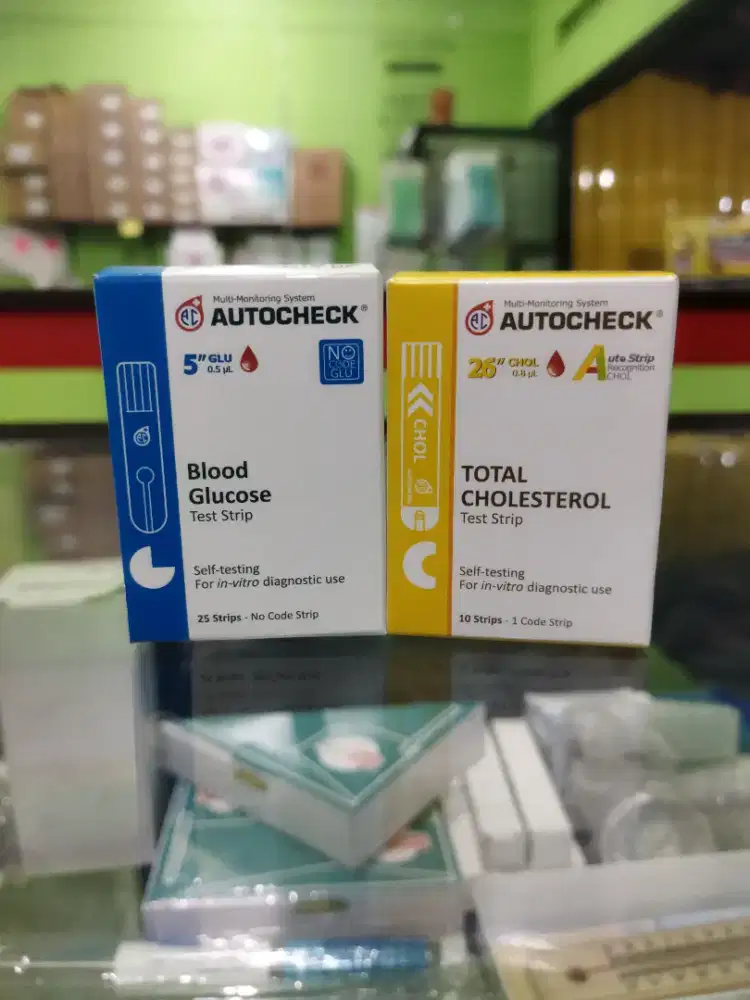 Multi-Monitoring System
AC AUTOCHECK®
5" GLU
0.5 µL
NO
CODE
GLU
Blood
Glucose
Test Strip
Self-testing
For in-vitro diagnostic use
25 Strips - No Code Strip
Multi-Monitoring System
AC AUTOCHECK®
26" CHOL
0.8 µL
Auto Strip
Recognition
CHOL
CHOL
TOTAL
CHOLESTEROL
Test Strip
Self-testing
For in-vitro diagnostic use
10 Strips - 1 Code Strip